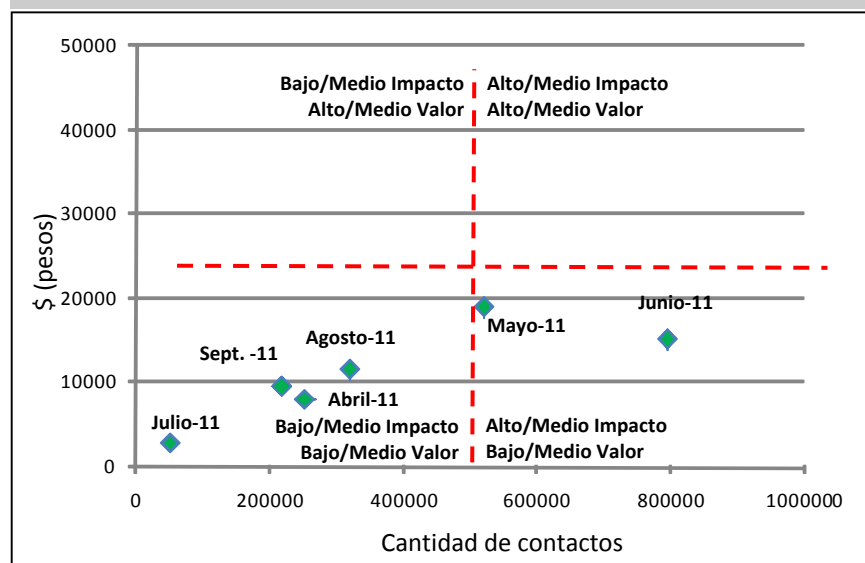 50000
40000
30000
20000
10000
0
$ (pesos)
Bajo/Medio Impacto
Alto/Medio Valor
Alto/Medio Impacto
Alto/Medio Valor
Junio-11
Mayo-11
Agosto-11
Sept. -11
Abril-11
Julio-11
Bajo/Medio Impacto
Bajo/Medio Valor
Alto/Medio Impacto
Bajo/Medio Valor
0 200000 400000 600000 800000 1000000
Cantidad de contactos